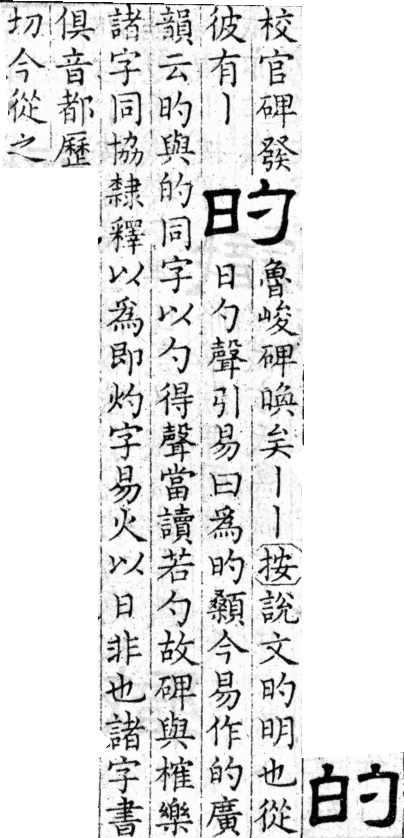 的
校官碑發
彼有丨
旳
魯峻碑㬇矣丨丨按說文旳明也從
日勺聲引易曰爲旳顙今易作的廣
韻云旳與的同字以勺得聲當讀若勺故碑與榷樂
諸字同協隸釋以爲即灼字易火以日非也諸字書
俱音都歷
切今從之